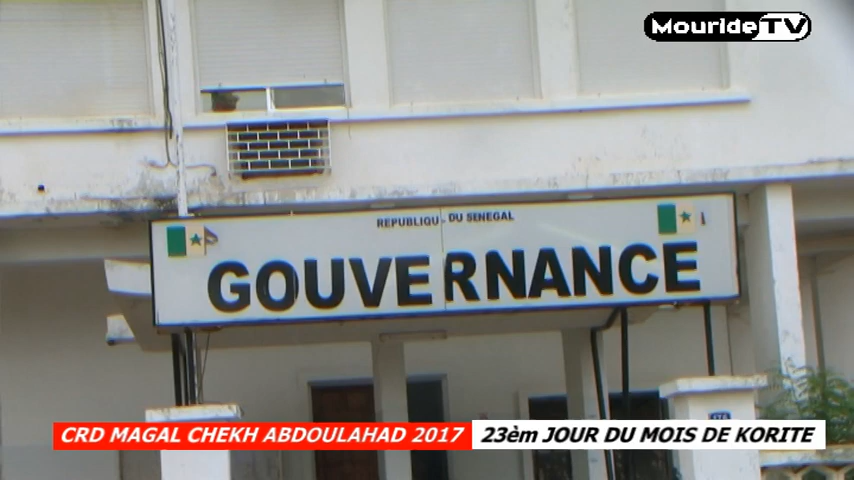 MourideTV
REPUBLIQU DU SENEGAL
GOUVERNANCE
CRD MAGAL CHEKH ABDOULAHAD 2017
23èm JOUR DU MOIS DE KORITE